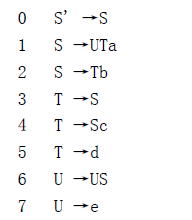 0 S' →S
1 S →UTa
2 S →Tb
3 T →S
4 T →Sc
5 T →d
6 U →US
7 U →e